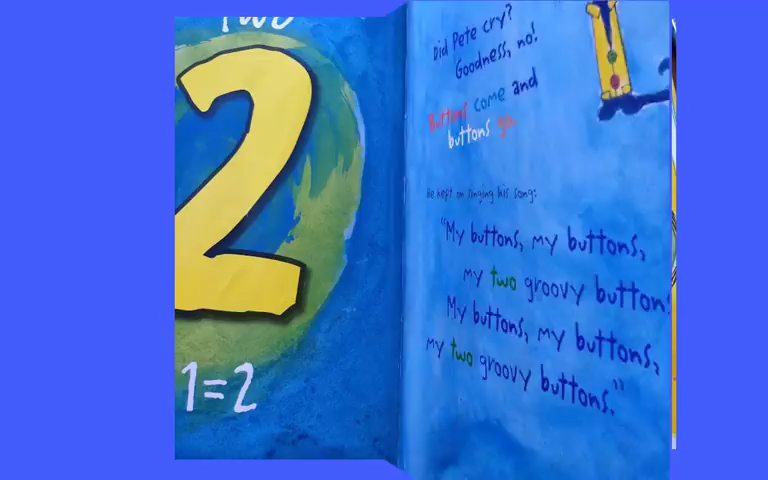 2
1=2
Did Pete cry?
Goodness, no!
Buttons come and
buttons go.
He kept on singing his song:
"My buttons, my buttons,
my two groovy button
My buttons, my buttons,
my two groovy buttons."